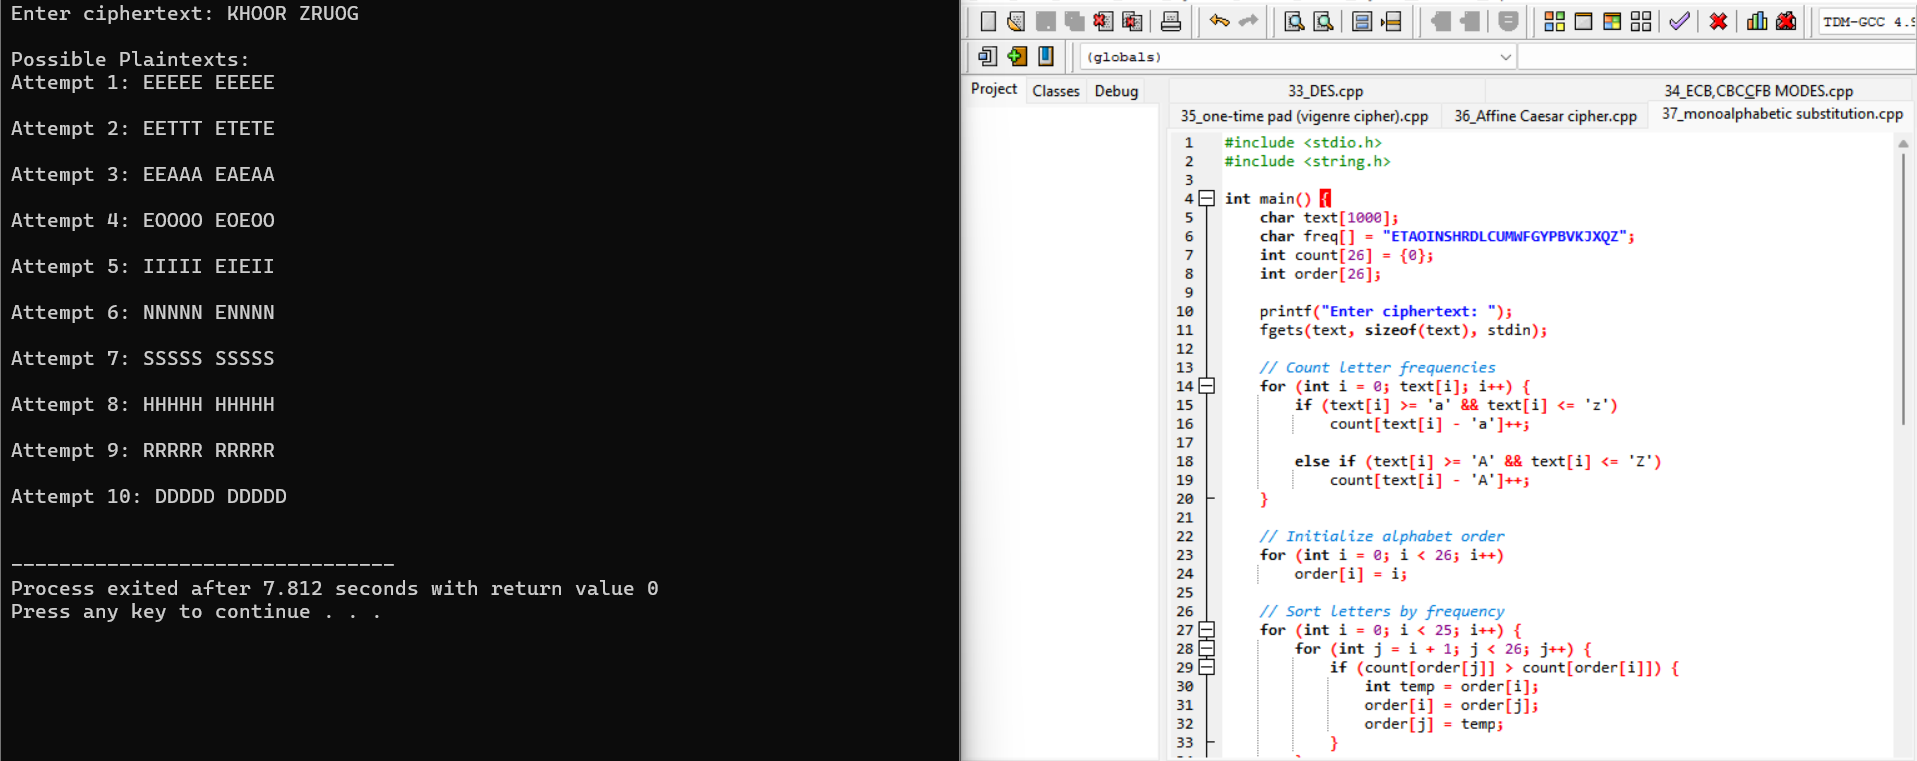 Enter ciphertext: KHOOR ZRUOG
Possible Plaintexts:
Attempt 1: EEEEE EEEEE
Attempt 2: EETTT ETETE
Attempt 3: EEAAA EAEAA
Attempt 4: EOOOO EOEOO
Attempt 5: IIIII EIEII
Attempt 6: NNNNN ENNNN
Attempt 7: SSSSS SSSSS
Attempt 8: HHHHH HHHHH
Attempt 9: RRRRR RRRRR
Attempt 10: DDDDD DDDDD
--------------------------------
Process exited after 7.812 seconds with return value 0
Press any key to continue . . .
TDM-GCC 4.9
(globals)
Project Classes Debug
33_DES.cpp 34_ECB,CBCCFB MODES.cpp
35_one-time pad (vigenre cipher).cpp 36_Affine Caesar cipher.cpp 37_monoalphabetic substitution.cpp
1 #include <stdio.h>
2 #include <string.h>
3
4 int main() {
5 char text[1000];
6 char freq[] = "ETAOINSHRDLCUMWFGYPBVKJXQZ";
7 int count[26] = {0};
8 int order[26];
9
10 printf("Enter ciphertext: ");
11 fgets(text, sizeof(text), stdin);
12
13 // Count letter frequencies
14 for (int i = 0; text[i]; i++) {
15 if (text[i] >= 'a' && text[i] <= 'z')
16 count[text[i] - 'a']++;
17
18 else if (text[i] >= 'A' && text[i] <= 'Z')
19 count[text[i] - 'A']++;
20 }
21
22 // Initialize alphabet order
23 for (int i = 0; i < 26; i++)
24 order[i] = i;
25
26 // Sort letters by frequency
27 for (int i = 0; i < 25; i++) {
28 for (int j = i + 1; j < 26; j++) {
29 if (count[order[j]] > count[order[i]]) {
30 int temp = order[i];
31 order[i] = order[j];
32 order[j] = temp;
33 }